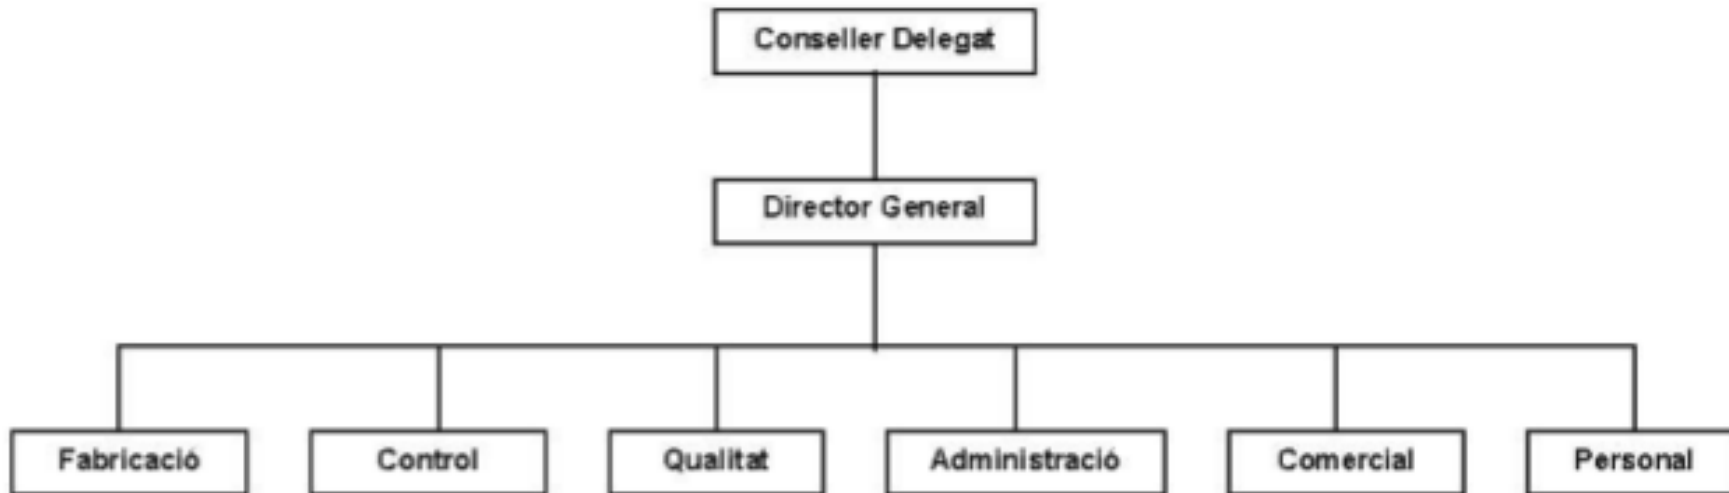 Conseller Delegat
Director General
Fabricació
Control
Qualitat
Administració
Comercial
Personal